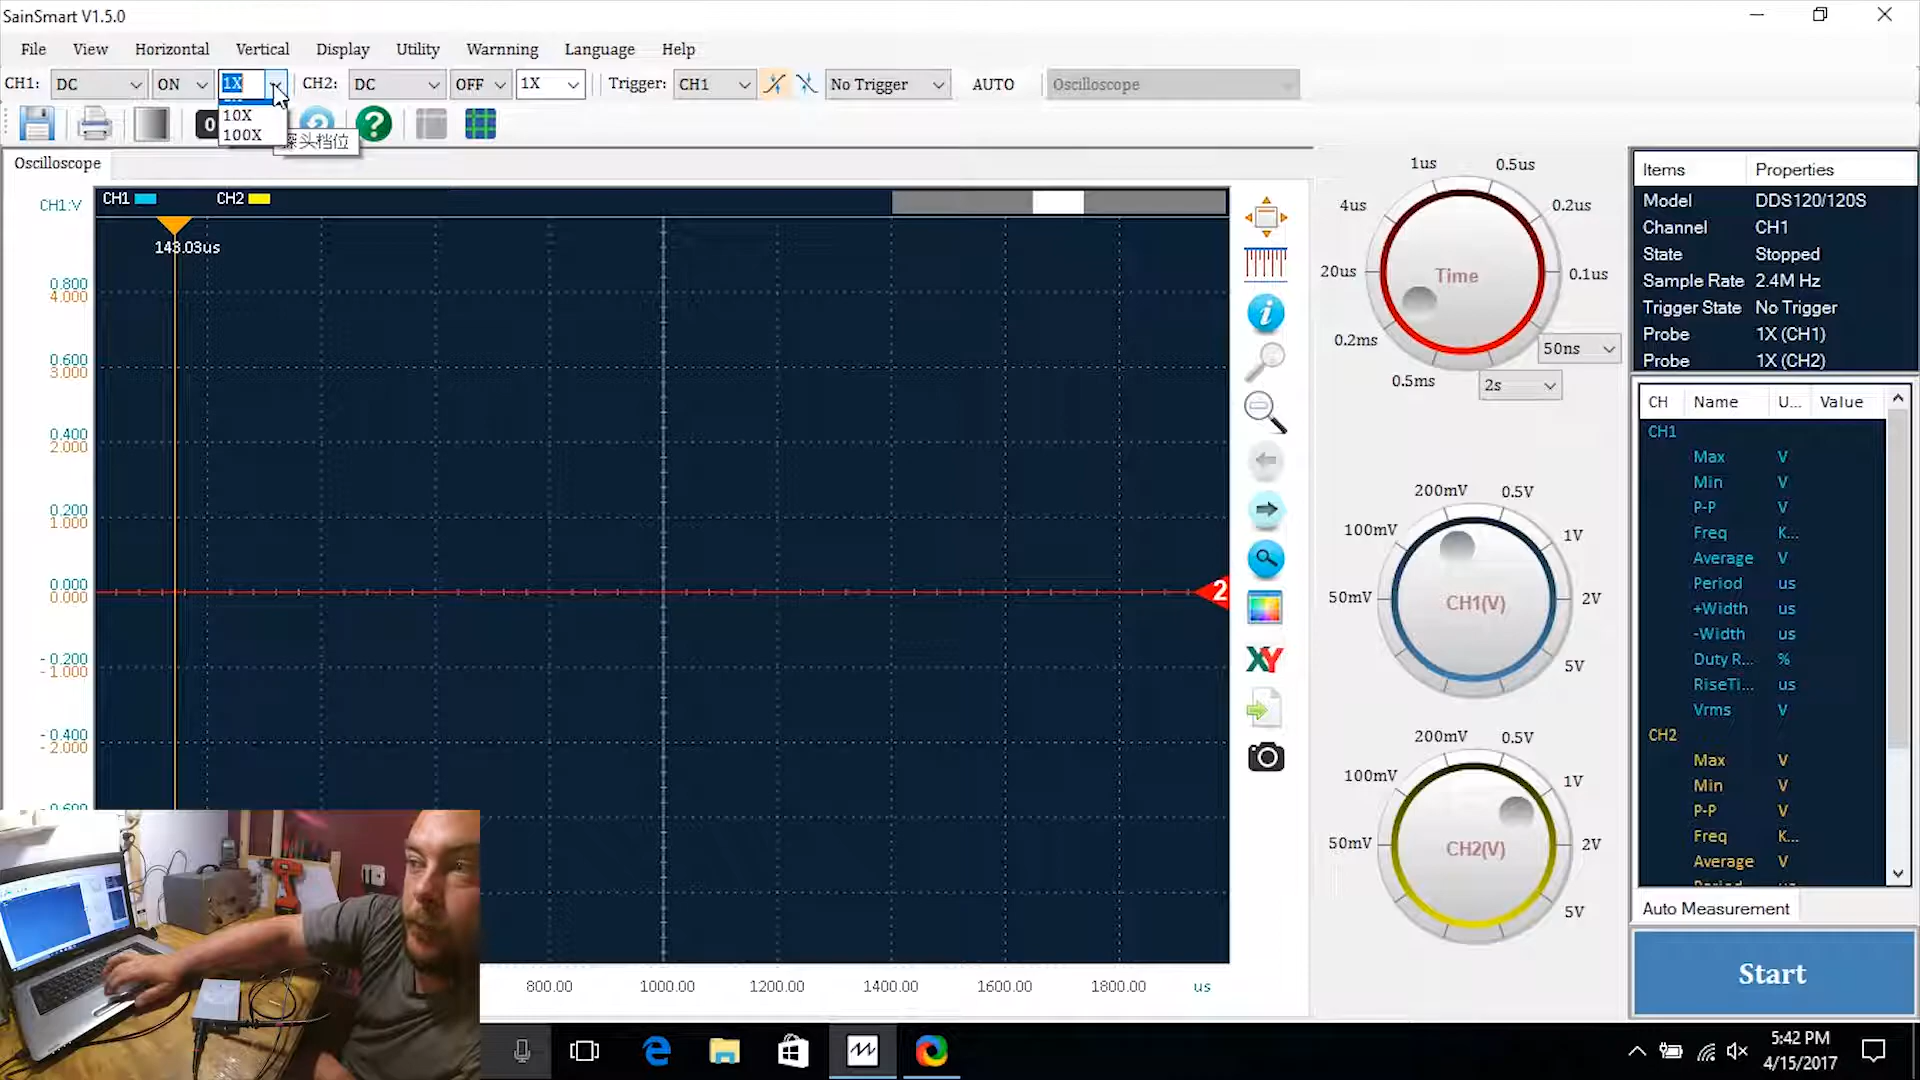 SainSmart V1.5.0
File View Horizontal Vertical Display Utility Warnning Language Help
CH1: DC ON 1X CH2: DC OFF 1X Trigger: CH1 No Trigger AUTO Oscilloscope
10X
100X
探头档位
0
?
Oscilloscope
CH1 CH2
CH1:V
143.03us
0.800
4.000
0.600
3.000
0.400
2.000
0.200
1.000
0.000
0.000
- 0.200
- 1.000
- 0.400
- 2.000
2
800.00 1000.00 1200.00 1400.00 1600.00 1800.00 us
i
XY
1us 0.5us
4us 0.2us
20us Time 0.1us
0.2ms 50ns
0.5ms 2s
200mV 0.5V
100mV 1V
50mV CH1(V) 2V
5V
200mV 0.5V
100mV 1V
50mV CH2(V) 2V
5V
Items Properties
Model DDS120/120S
Channel CH1
State Stopped
Sample Rate 2.4M Hz
Trigger State No Trigger
Probe 1X (CH1)
Probe 1X (CH2)
CH Name U... Value
CH1
Max V
Min V
P-P V
Freq K...
Average V
Period us
+Width us
-Width us
Duty R... %
RiseTi... us
Vrms V
CH2
Max V
Min V
P-P V
Freq K...
Average V
Auto Measurement
Start
5:42 PM
4/15/2017